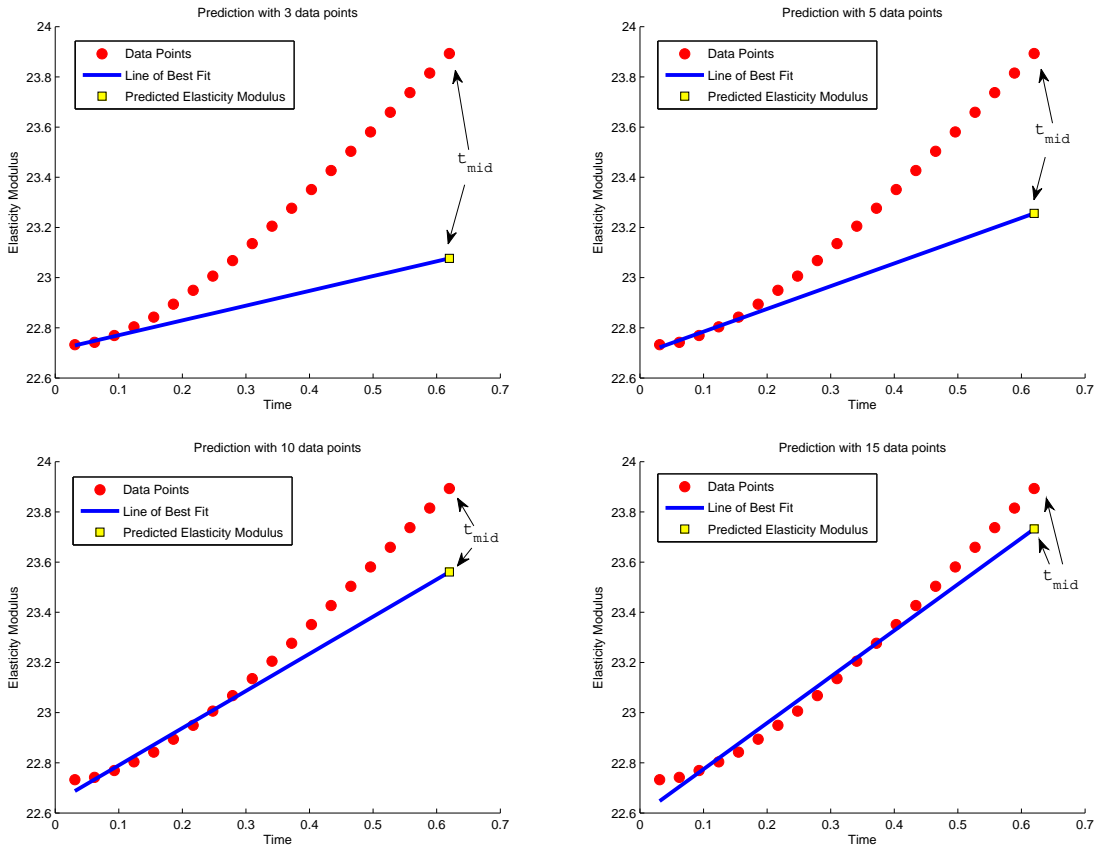 Prediction with 3 data points
24
23.8
23.6
23.4
23.2
23
22.8
22.6
Elasticity Modulus
Data Points
Line of Best Fit
Predicted Elasticity Modulus
t_mid
0 0.1 0.2 0.3 0.4 0.5 0.6 0.7
Time
Prediction with 5 data points
24
23.8
23.6
23.4
23.2
23
22.8
22.6
Elasticity Modulus
Data Points
Line of Best Fit
Predicted Elasticity Modulus
t_mid
0 0.1 0.2 0.3 0.4 0.5 0.6 0.7
Time
Prediction with 10 data points
24
23.8
23.6
23.4
23.2
23
22.8
22.6
Elasticity Modulus
Data Points
Line of Best Fit
Predicted Elasticity Modulus
t_mid
0 0.1 0.2 0.3 0.4 0.5 0.6 0.7
Time
Prediction with 15 data points
24
23.8
23.6
23.4
23.2
23
22.8
22.6
Elasticity Modulus
Data Points
Line of Best Fit
Predicted Elasticity Modulus
t_mid
0 0.1 0.2 0.3 0.4 0.5 0.6 0.7
Time